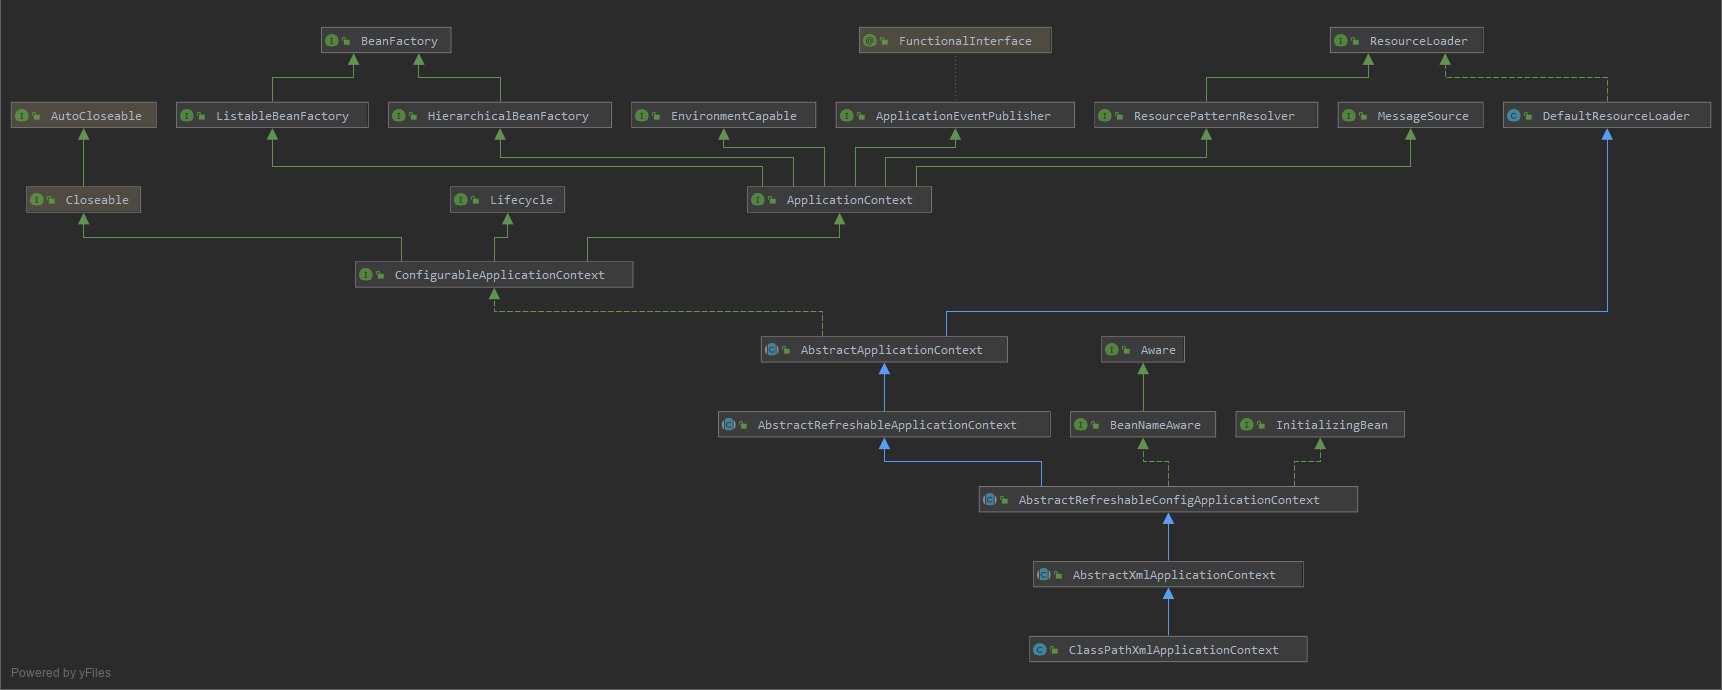 BeanFactory
FunctionalInterface
ResourceLoader
AutoCloseable
ListableBeanFactory
HierarchicalBeanFactory
EnvironmentCapable
ApplicationEventPublisher
ResourcePatternResolver
MessageSource
DefaultResourceLoader
Closeable
Lifecycle
ApplicationContext
ConfigurableApplicationContext
AbstractApplicationContext
Aware
AbstractRefreshableApplicationContext
BeanNameAware
InitializingBean
AbstractRefreshableConfigApplicationContext
AbstractXmlApplicationContext
ClassPathXmlApplicationContext
Powered by yFiles